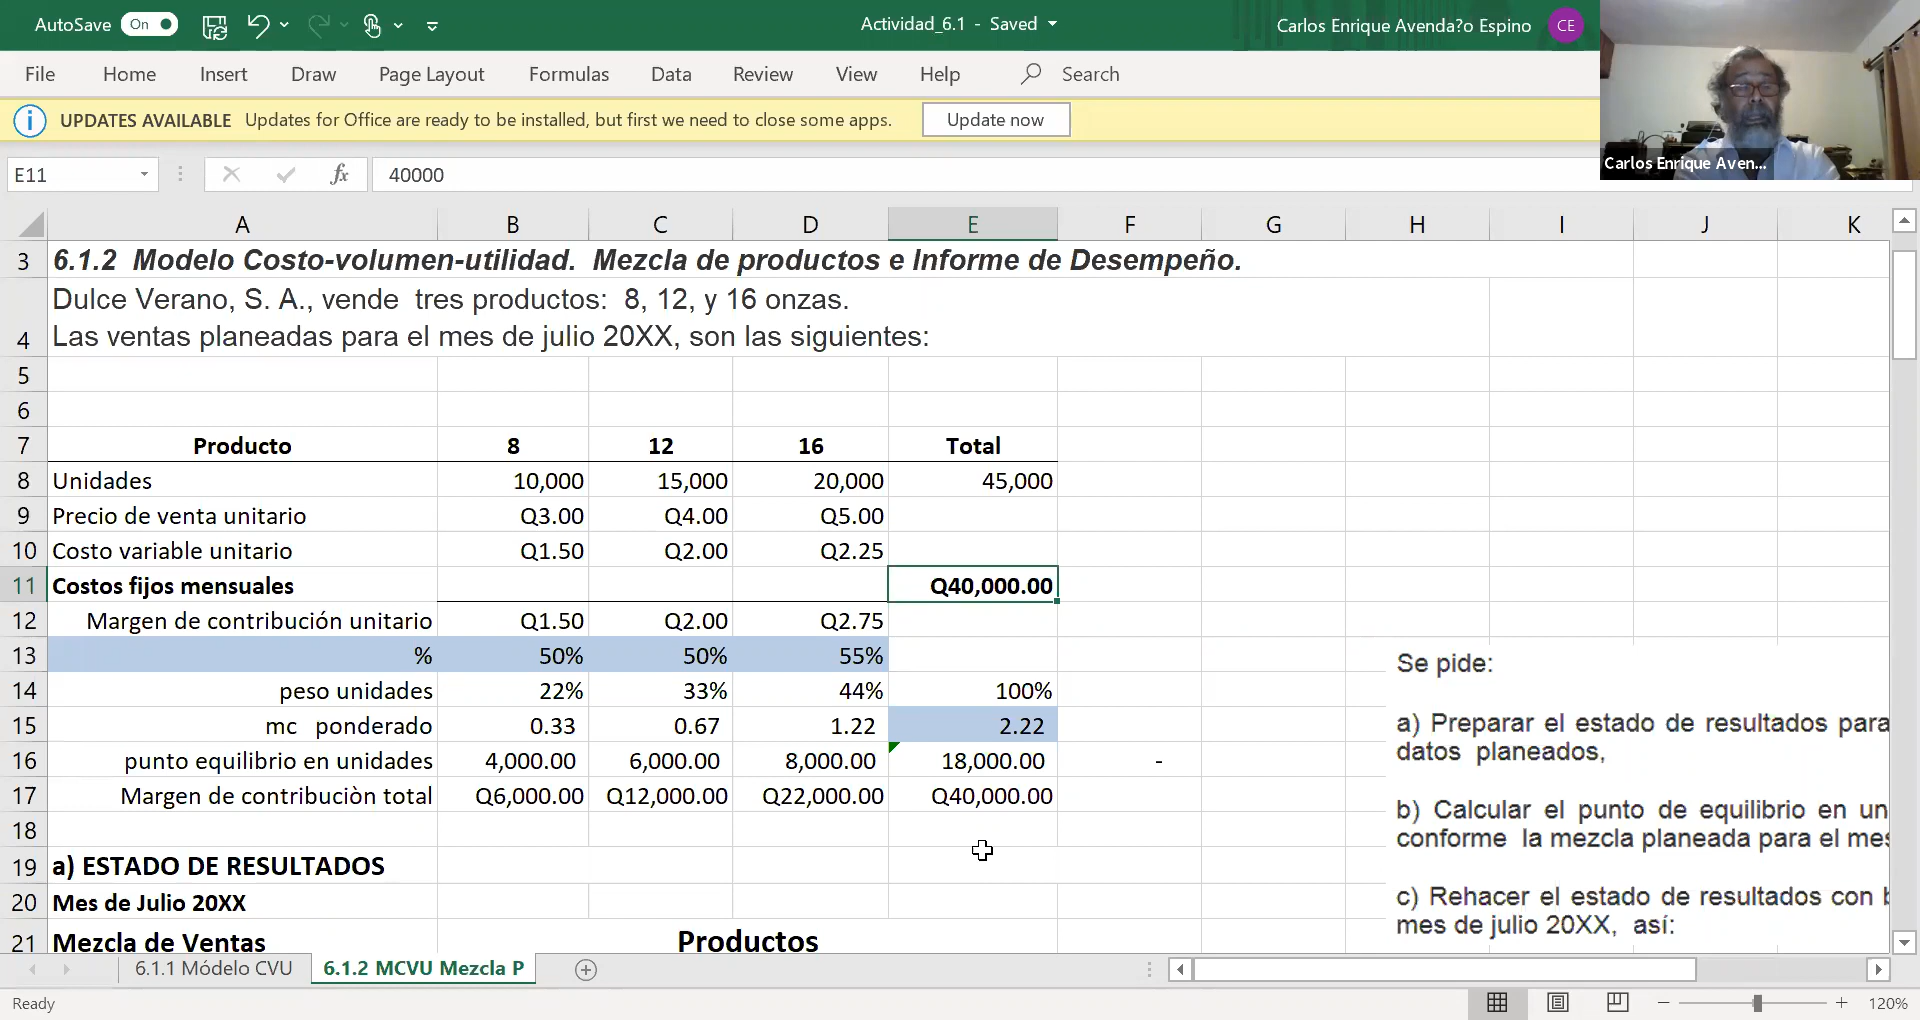 AutoSave On Actividad_6.1 - Saved Carlos Enrique Avenda?o Espino CE
File Home Insert Draw Page Layout Formulas Data Review View Help Search
UPDATES AVAILABLE Updates for Office are ready to be installed, but first we need to close some apps. Update now
Carlos Enrique Aven...
E11 fx 40000
A B C D E F G H I J K
3 6.1.2 Modelo Costo-volumen-utilidad. Mezcla de productos e Informe de Desempeño.
Dulce Verano, S. A., vende tres productos: 8, 12, y 16 onzas.
4 Las ventas planeadas para el mes de julio 20XX, son las siguientes:
5
6
7 Producto 8 12 16 Total
8 Unidades 10,000 15,000 20,000 45,000
9 Precio de venta unitario Q3.00 Q4.00 Q5.00
10 Costo variable unitario Q1.50 Q2.00 Q2.25
11 Costos fijos mensuales Q40,000.00
12 Margen de contribución unitario Q1.50 Q2.00 Q2.75
13 % 50% 50% 55%
14 peso unidades 22% 33% 44% 100%
15 mc ponderado 0.33 0.67 1.22 2.22
16 punto equilibrio en unidades 4,000.00 6,000.00 8,000.00 18,000.00 -
17 Margen de contribuciòn total Q6,000.00 Q12,000.00 Q22,000.00 Q40,000.00
18
19 a) ESTADO DE RESULTADOS
20 Mes de Julio 20XX
21 Mezcla de Ventas Productos
Se pide:
a) Preparar el estado de resultados para
datos planeados,
b) Calcular el punto de equilibrio en un
conforme la mezcla planeada para el mes
c) Rehacer el estado de resultados con b
mes de julio 20XX, así:
6.1.1 Módelo CVU 6.1.2 MCVU Mezcla P
Ready 120%